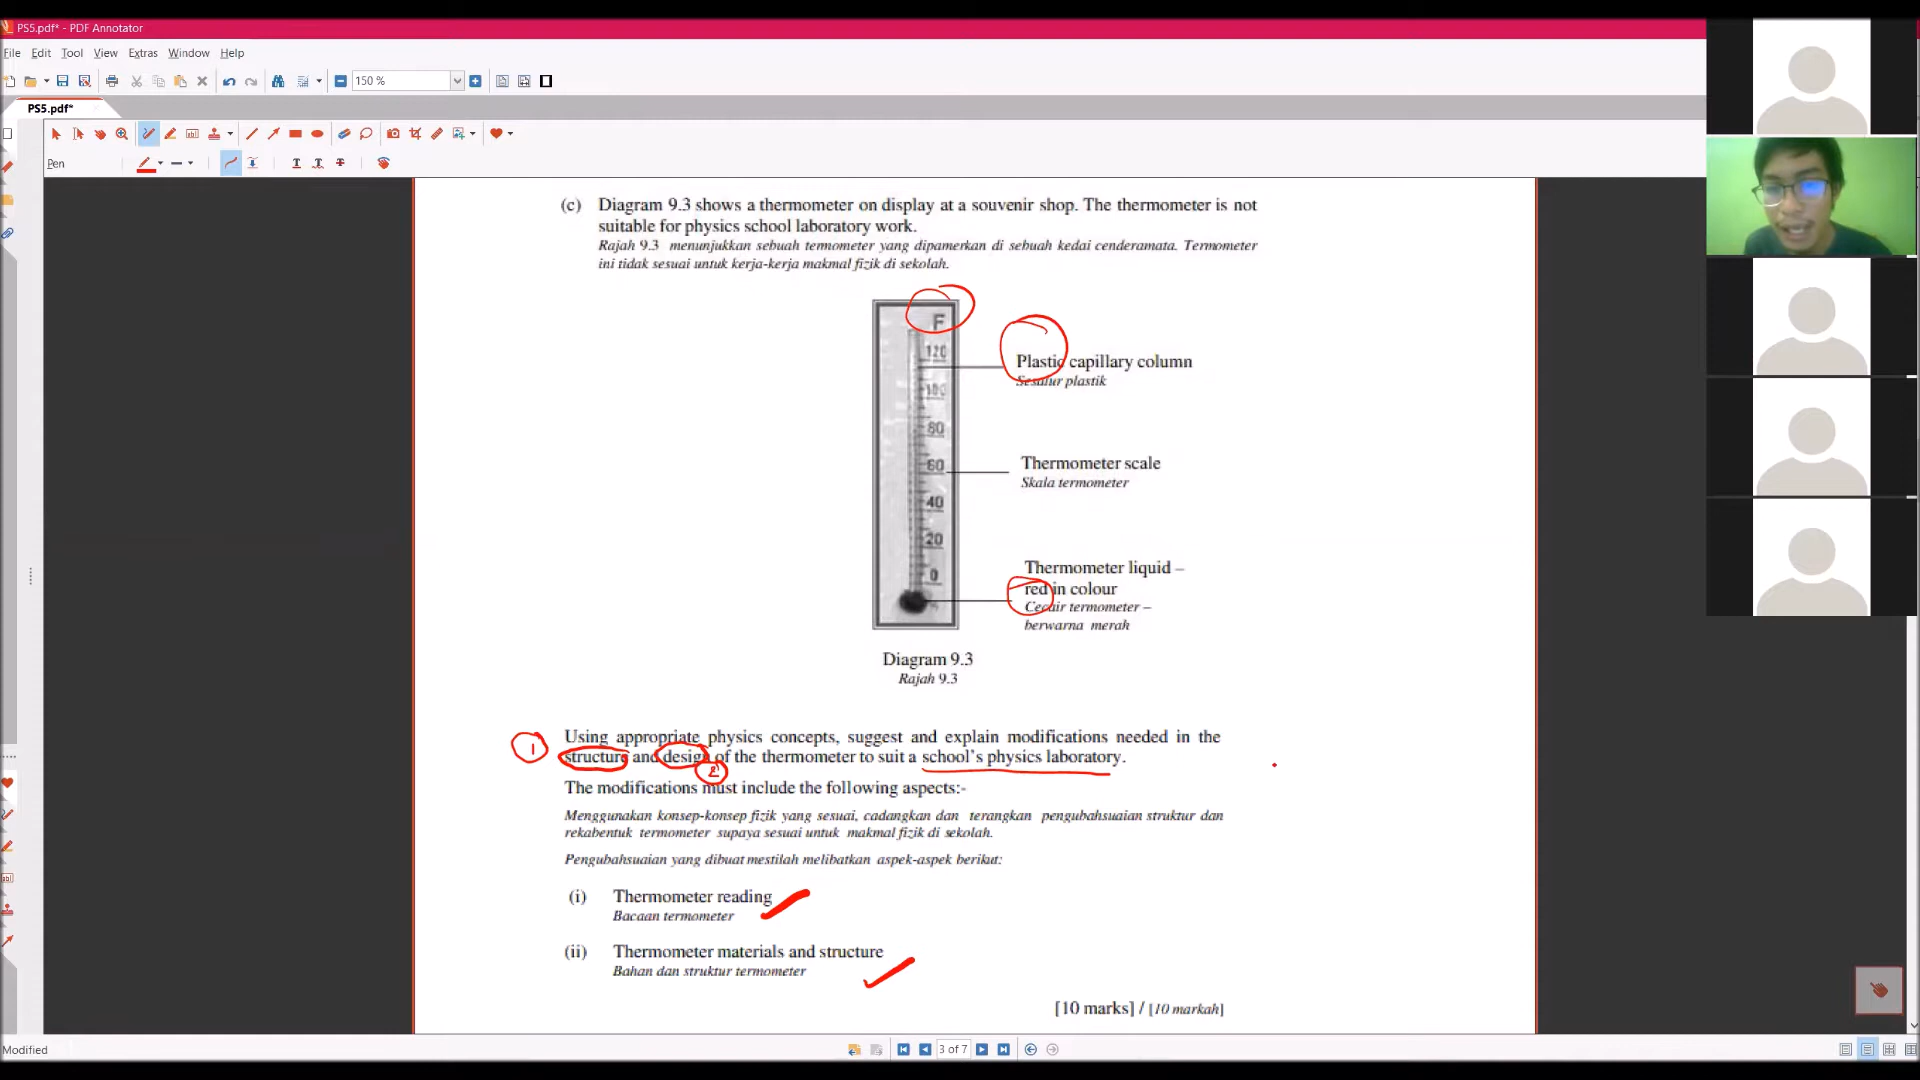 PS5.pdf* - PDF Annotator
File Edit Tool View Favorites Extras Window Help
150 %
PS5.pdf*
Pen
(c) Diagram 9.3 shows a thermometer on display at a souvenir shop. The thermometer is not
suitable for physics school laboratory work.
Rajah 9.3 menunjukkan sebuah termometer yang dipamerkan di sebuah kedai cenderamata. Termometer
ini tidak sesuai untuk kerja-kerja makmal fizik di sekolah.
F
120
Plastic capillary column
Sesalur plastik
100
80
60
Thermometer scale
Skala termometer
40
20
0
Thermometer liquid –
red in colour
Cecair termometer –
berwarna merah
Diagram 9.3
Rajah 9.3
1
Using appropriate physics concepts, suggest and explain modifications needed in the
structure and design of the thermometer to suit a school's physics laboratory.
2
The modifications must include the following aspects:-
Menggunakan konsep-konsep fizik yang sesuai, cadangkan dan terangkan pengubahsuaian struktur dan
rekabentuk termometer supaya sesuai untuk makmal fizik di sekolah.
Pengubahsuaian yang dibuat mestilah melibatkan aspek-aspek berikut:
(i) Thermometer reading
Bacaan termometer
(ii) Thermometer materials and structure
Bahan dan struktur termometer
[10 marks] / [10 markah]
Modified
3 of 7